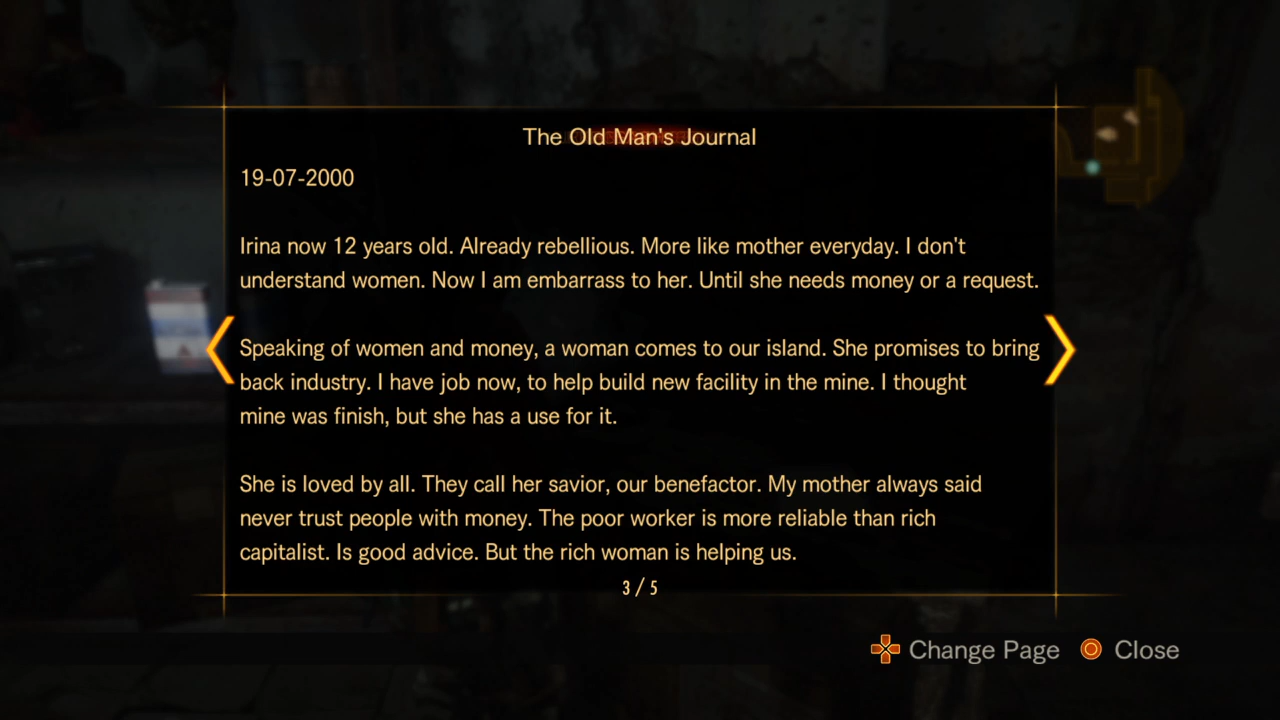 The Old Man's Journal
19-07-2000
Irina now 12 years old. Already rebellious. More like mother everyday. I don't
understand women. Now I am embarrass to her. Until she needs money or a request.
Speaking of women and money, a woman comes to our island. She promises to bring
back industry. I have job now, to help build new facility in the mine. I thought
mine was finish, but she has a use for it.
She is loved by all. They call her savior, our benefactor. My mother always said
never trust people with money. The poor worker is more reliable than rich
capitalist. Is good advice. But the rich woman is helping us.
3 / 5
Change Page
Close